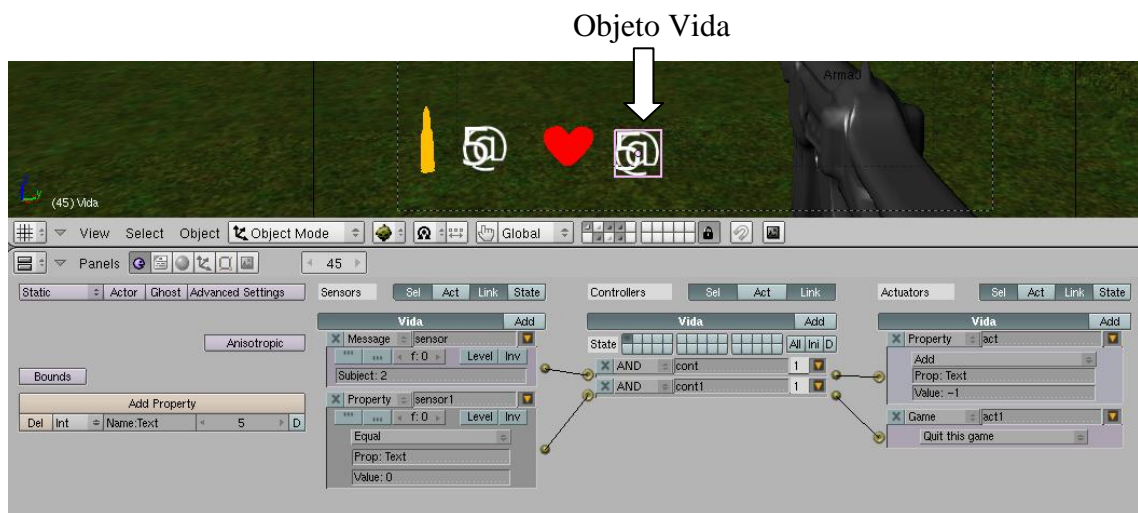 Objeto Vida
Arma0
(45) Vida
View Select Object Object Mode Global
Panels 45
Static Actor Ghost Advanced Settings Sensors Sel Act Link State Controllers Sel Act Link Actuators Sel Act Link State
Vida Add Vida Add Vida Add
Anisotropic Message sensor State All Ini D Property act
f: 0 Level Inv AND cont 1 Add
Bounds Subject: 2 AND cont1 1 Prop: Text
Add Property Property sensor1 Value: -1
Del Int Name:Text 5 D f: 0 Level Inv Game act1
Equal Quit this game
Prop: Text
Value: 0